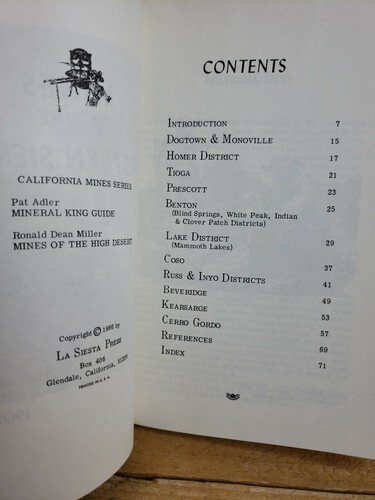 CALIFORNIA MINES SERIES
Pat Adler
MINERAL KING GUIDE
Ronald Dean Miller
MINES OF THE HIGH DESERT
Copyright © 1966 by
LA SIESTA PRESS
Box 406
Glendale, California,
PRINTED IN U.S.A.
CONTENTS
INTRODUCTION 7
DOGTOWN & MONOVILLE 15
HOMER DISTRICT 17
TIOGA 21
PRESCOTT 23
BENTON 25
(Blind Springs, White Peak, Indian
& Clover Patch Districts)
LAKE DISTRICT 29
(Mammoth Lakes)
COSO 37
RUSS & INYO DISTRICTS 41
BEVERIDGE 49
KEARSARGE 53
CERRO GORDO 57
REFERENCES 69
INDEX 71